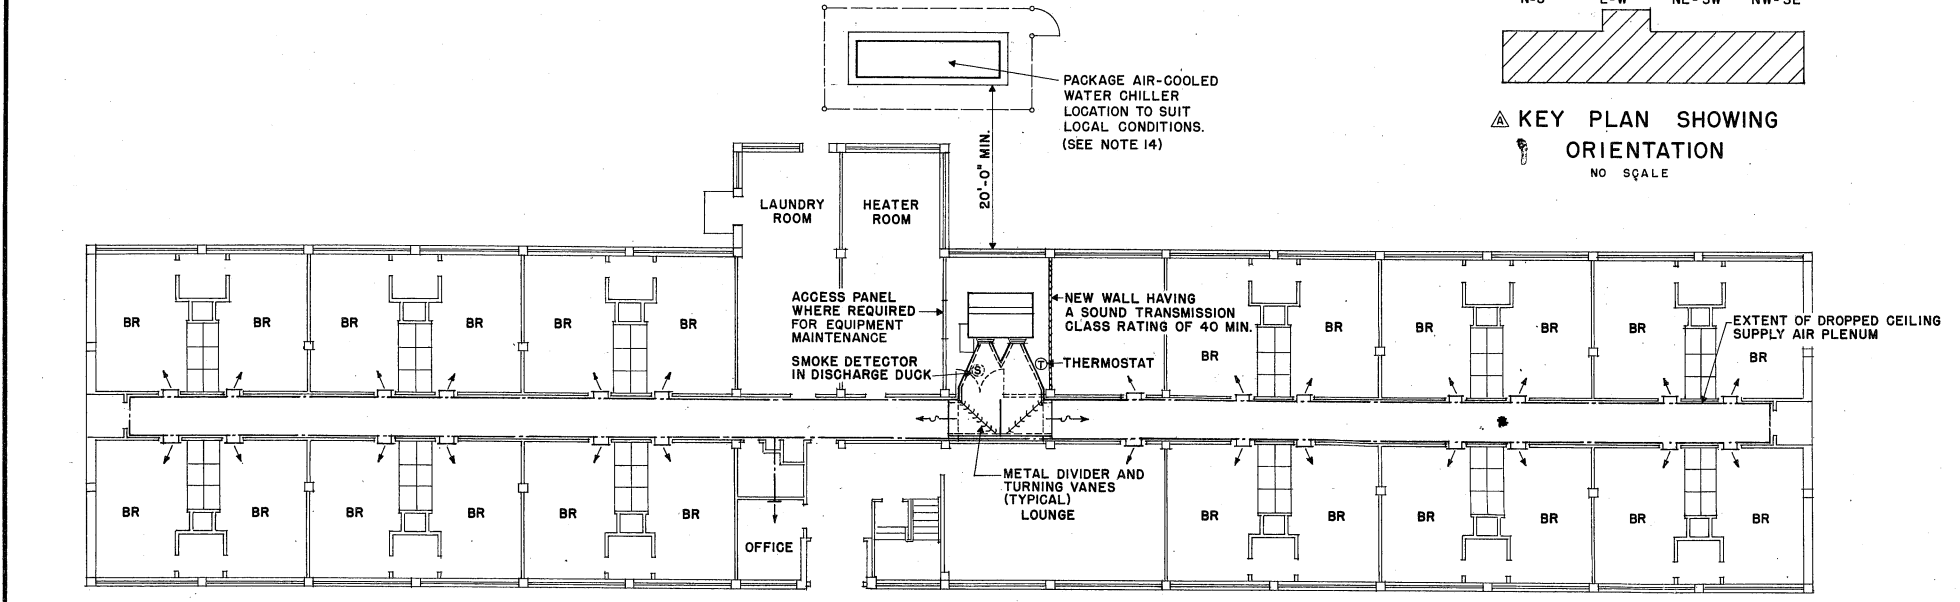 N-S E-W NE-SW NW-SE
PACKAGE AIR-COOLED
WATER CHILLER
LOCATION TO SUIT
LOCAL CONDITIONS.
(SEE NOTE 14)
20'-0" MIN.
A KEY PLAN SHOWING
ORIENTATION
NO SCALE
LAUNDRY
ROOM
HEATER
ROOM
ACCESS PANEL
WHERE REQUIRED
FOR EQUIPMENT
MAINTENANCE
SMOKE DETECTOR
IN DISCHARGE DUCK
S
NEW WALL HAVING
A SOUND TRANSMISSION
CLASS RATING OF 40 MIN.
T THERMOSTAT
EXTENT OF DROPPED CEILING
SUPPLY AIR PLENUM
BR BR BR BR BR BR BR BR BR BR BR BR
METAL DIVIDER AND
TURNING VANES
(TYPICAL)
LOUNGE
OFFICE
BR BR BR BR BR BR BR BR BR BR BR BR